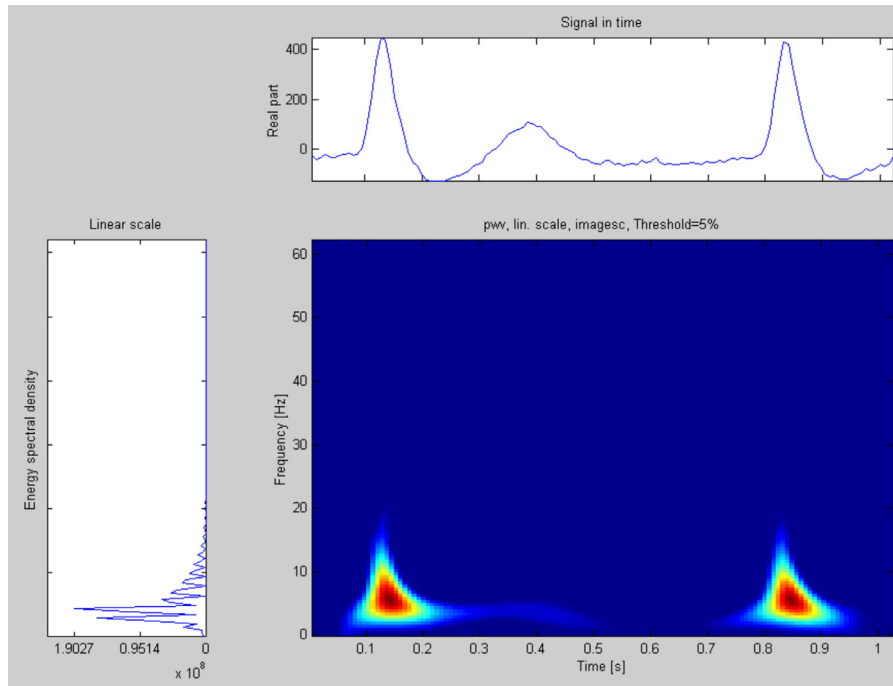 Signal in time
Real part
400
200
0
Linear scale
Energy spectral density
1.9027 0.9514 0
x 10^8
pwv, lin. scale, imagesc, Threshold=5%
Frequency [Hz]
60
50
40
30
20
10
0
0.1 0.2 0.3 0.4 0.5 0.6 0.7 0.8 0.9 1
Time [s]